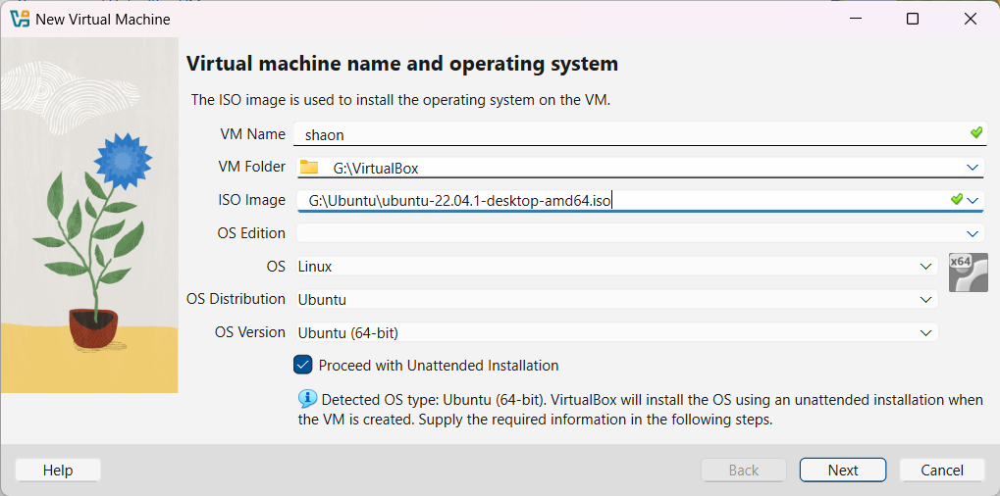 New Virtual Machine
Virtual machine name and operating system
The ISO image is used to install the operating system on the VM.
VM Name shaon
VM Folder G:\VirtualBox
ISO Image G:\Ubuntu\ubuntu-22.04.1-desktop-amd64.iso
OS Edition
OS Linux
x64
OS Distribution Ubuntu
OS Version Ubuntu (64-bit)
Proceed with Unattended Installation
Detected OS type: Ubuntu (64-bit). VirtualBox will install the OS using an unattended installation when
the VM is created. Supply the required information in the following steps.
Help Back Next Cancel